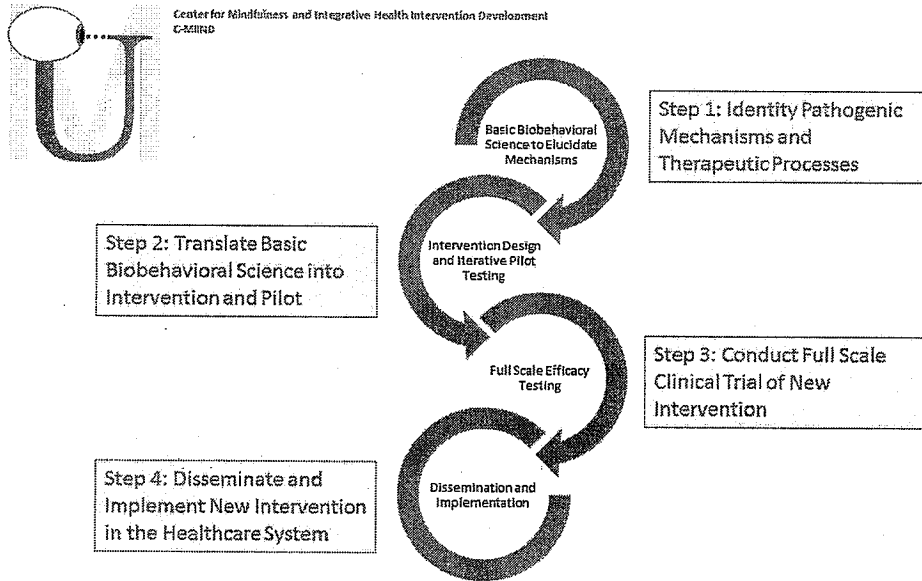 Center for Mindfulness and Integrative Health Intervention Development
C-MIIND
Basic Biobehavioral
Science to Elucidate
Mechanisms
Step 1: Identity Pathogenic
Mechanisms and
Therapeutic Processes
Step 2: Translate Basic
Biobehavioral Science into
Intervention and Pilot
Intervention Design
and Iterative Pilot
Testing
Full Scale Efficacy
Testing
Step 3: Conduct Full Scale
Clinical Trial of New
Intervention
Step 4: Disseminate and
Implement New Intervention
in the Healthcare System
Dissemination and
Implementation